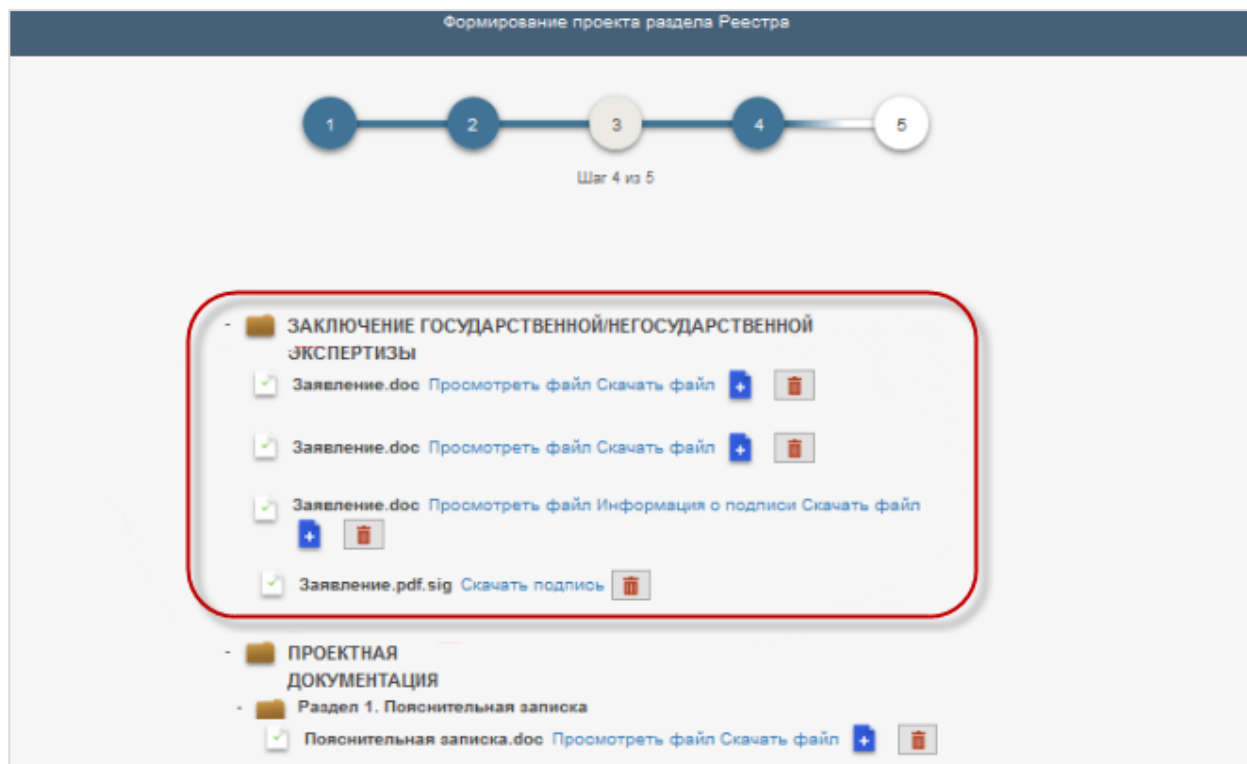 Формирование проекта раздела Реестра
1 2 3 4 5
Шаг 4 из 5
- ЗАКЛЮЧЕНИЕ ГОСУДАРСТВЕННОЙ/НЕГОСУДАРСТВЕННОЙ
ЭКСПЕРТИЗЫ
Заявление.doc Просмотреть файл Скачать файл
Заявление.doc Просмотреть файл Скачать файл
Заявление.doc Просмотреть файл Информация о подписи Скачать файл
Заявление.pdf.sig Скачать подпись
- ПРОЕКТНАЯ
ДОКУМЕНТАЦИЯ
- Раздел 1. Пояснительная записка
Пояснительная записка.doc Просмотреть файл Скачать файл